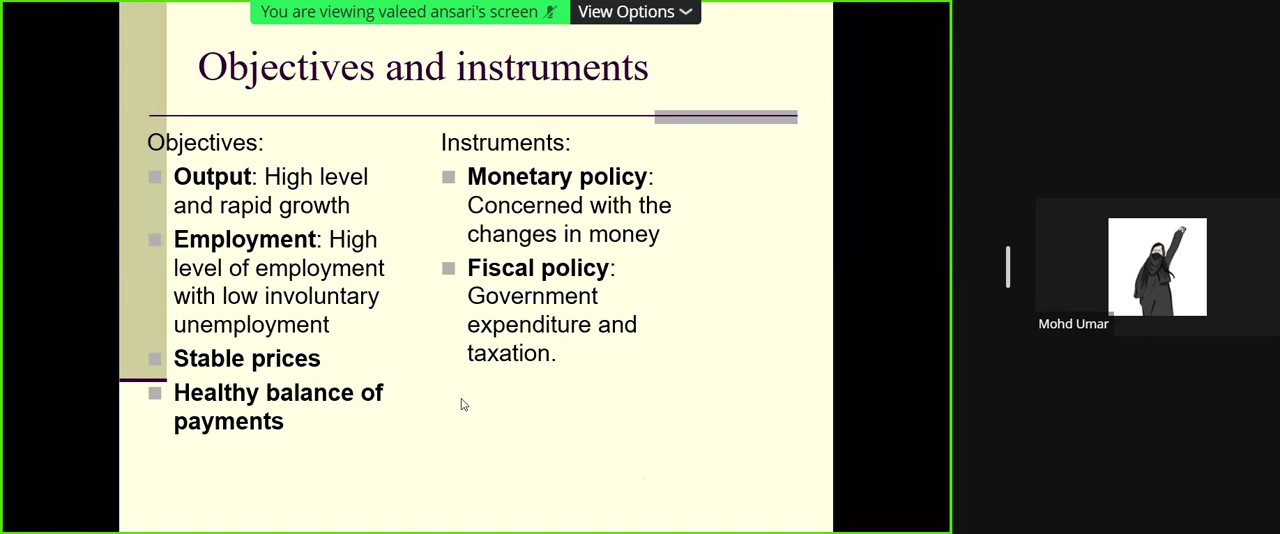 You are viewing valeed ansari's screen
View Options
Objectives and instruments
Objectives:
Output: High level
and rapid growth
Employment: High
level of employment
with low involuntary
unemployment
Stable prices
Healthy balance of
payments
Instruments:
Monetary policy:
Concerned with the
changes in money
Fiscal policy:
Government
expenditure and
taxation.
Mohd Umar